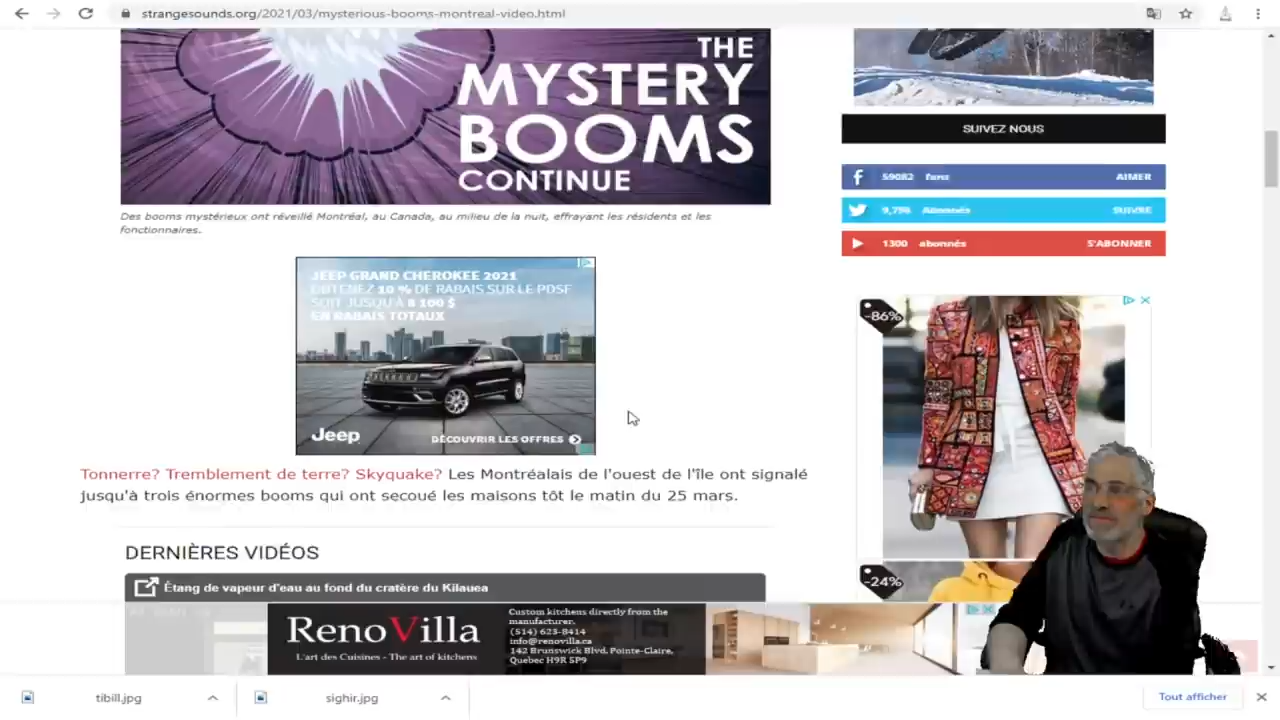 strangesounds.org/2021/03/mysterious-booms-montreal-video.html
THE
MYSTERY
BOOMS
CONTINUE
Des booms mystérieux ont réveillé Montréal, au Canada, au milieu de la nuit, effrayant les résidents et les
fonctionnaires.
JEEP GRAND CHEROKEE 2021
OBTENEZ 10 % DE RABAIS SUR LE PDSF
SOIT JUSQU'À 8 100 $
EN RABAIS TOTAUX
Jeep
DÉCOUVRIR LES OFFRES
Tonnerre? Tremblement de terre? Skyquake? Les Montréalais de l'ouest de l'île ont signalé
jusqu'à trois énormes booms qui ont secoué les maisons tôt le matin du 25 mars.
DERNIÈRES VIDÉOS
Étang de vapeur d'eau au fond du cratère du Kilauea
SUIVEZ NOUS
59082 fans AIMER
Abonnés SUIVRE
1300 abonnés S'ABONNER
-86%
-24%
RenoVilla
L'art des Cuisines - The art of kitchens
Custom kitchens directly from the
manufacturer.
(514) 623-8414
info@renovilla.ca
142 Brunswick Blvd, Pointe-Claire,
Quebec H9R 5P9
tibill.jpg
sighir.jpg
Tout afficher